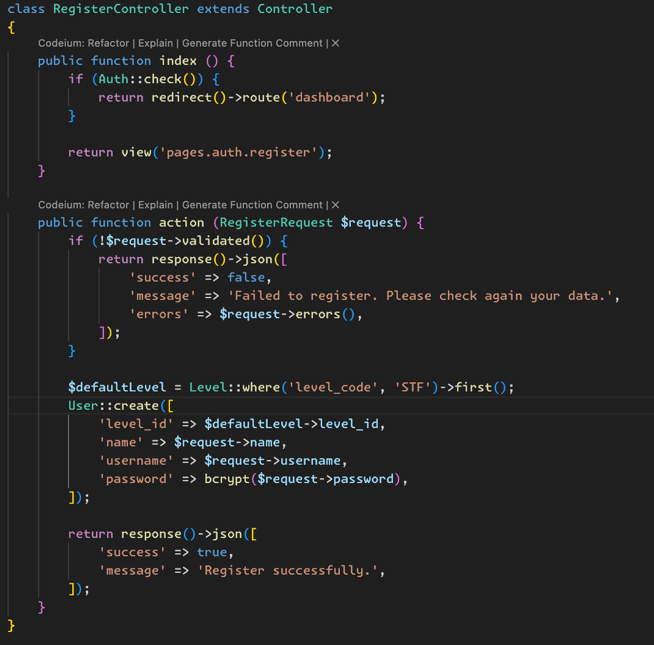 class RegisterController extends Controller
{
Codeium: Refactor | Explain | Generate Function Comment | ✕
public function index () {
if (Auth::check()) {
return redirect()->route('dashboard');
}
return view('pages.auth.register');
}
Codeium: Refactor | Explain | Generate Function Comment | ✕
public function action (RegisterRequest $request) {
if (!$request->validated()) {
return response()->json([
'success' => false,
'message' => 'Failed to register. Please check again your data.',
'errors' => $request->errors(),
]);
}
$defaultLevel = Level::where('level_code', 'STF')->first();
User::create([
'level_id' => $defaultLevel->level_id,
'name' => $request->name,
'username' => $request->username,
'password' => bcrypt($request->password),
]);
return response()->json([
'success' => true,
'message' => 'Register successfully.',
]);
}
}